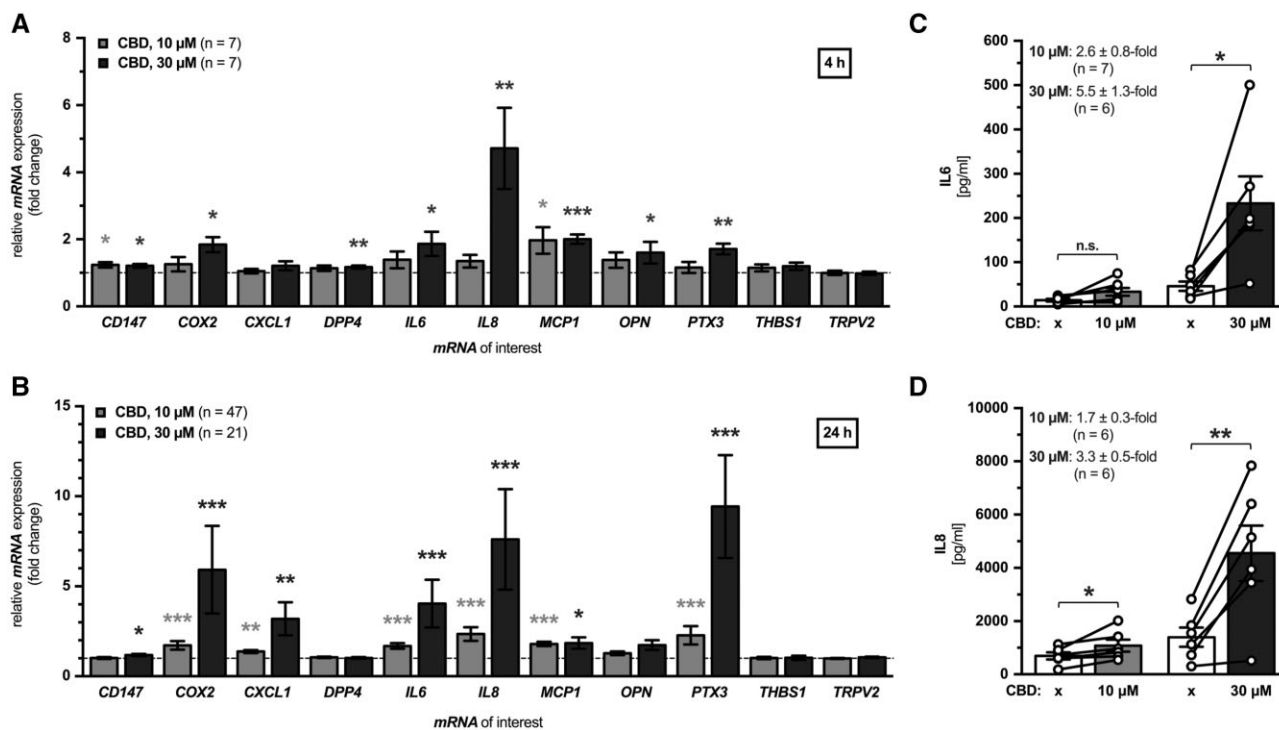 A
CBD, 10 µM (n = 7)
CBD, 30 µM (n = 7)
4 h
relative mRNA expression
(fold change)
8
6
4
2
0
* * * ** * ** * *** * **
CD147 COX2 CXCL1 DPP4 IL6 IL8 MCP1 OPN PTX3 THBS1 TRPV2
mRNA of interest
B
CBD, 10 µM (n = 47)
CBD, 30 µM (n = 21)
24 h
relative mRNA expression
(fold change)
15
10
5
0
* *** *** ** ** *** *** *** *** *** * *** ***
CD147 COX2 CXCL1 DPP4 IL6 IL8 MCP1 OPN PTX3 THBS1 TRPV2
mRNA of interest
C
10 µM: 2.6 ± 0.8-fold
(n = 7)
30 µM: 5.5 ± 1.3-fold
(n = 6)
*
n.s.
IL6
[pg/ml]
600
500
400
300
200
100
0
CBD: x 10 µM x 30 µM
D
10 µM: 1.7 ± 0.3-fold
(n = 6)
30 µM: 3.3 ± 0.5-fold
(n = 6)
**
*
IL8
[pg/ml]
10000
8000
6000
4000
2000
0
CBD: x 10 µM x 30 µM